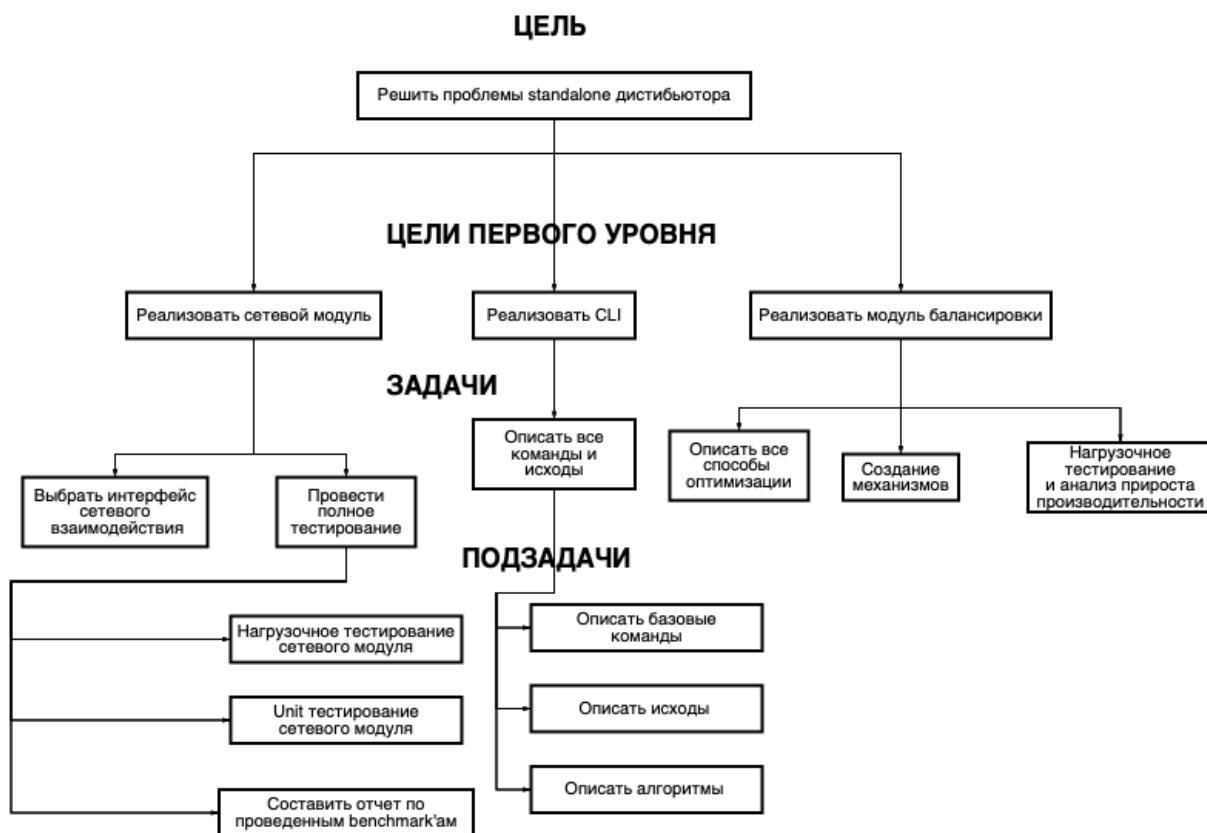 ЦЕЛЬ
Решить проблемы standalone дистибьютора
ЦЕЛИ ПЕРВОГО УРОВНЯ
Реализовать сетевой модуль
Реализовать CLI
Реализовать модуль балансировки
ЗАДАЧИ
Выбрать интерфейс
сетевого
взаимодействия
Провести
полное
тестирование
Описать все
команды и
исходы
Описать все
способы
оптимизации
Создание
механизмов
Нагрузочное
тестирование
и анализ прироста
производительности
ПОДЗАДАЧИ
Нагрузочное тестирование
сетевого модуля
Unit тестирование
сетевого модуля
Составить отчет по
проведенным benchmark'ам
Описать базовые
команды
Описать исходы
Описать алгоритмы